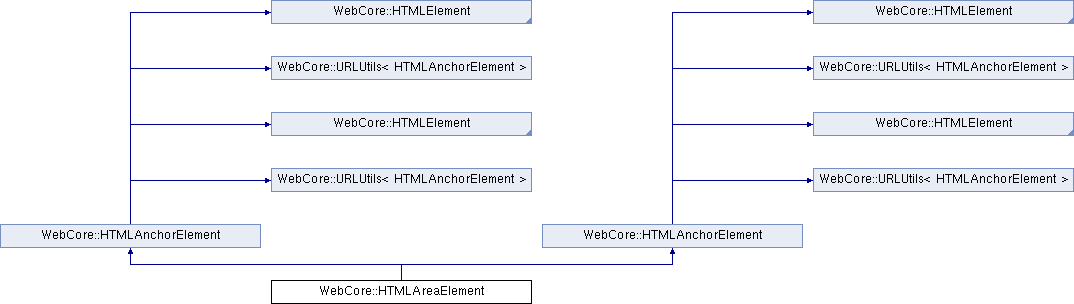 WebCore::HTMLElement
WebCore::HTMLElement
WebCore::URLUtils< HTMLAnchorElement >
WebCore::URLUtils< HTMLAnchorElement >
WebCore::HTMLElement
WebCore::HTMLElement
WebCore::URLUtils< HTMLAnchorElement >
WebCore::URLUtils< HTMLAnchorElement >
WebCore::HTMLAnchorElement
WebCore::HTMLAnchorElement
WebCore::HTMLAreaElement